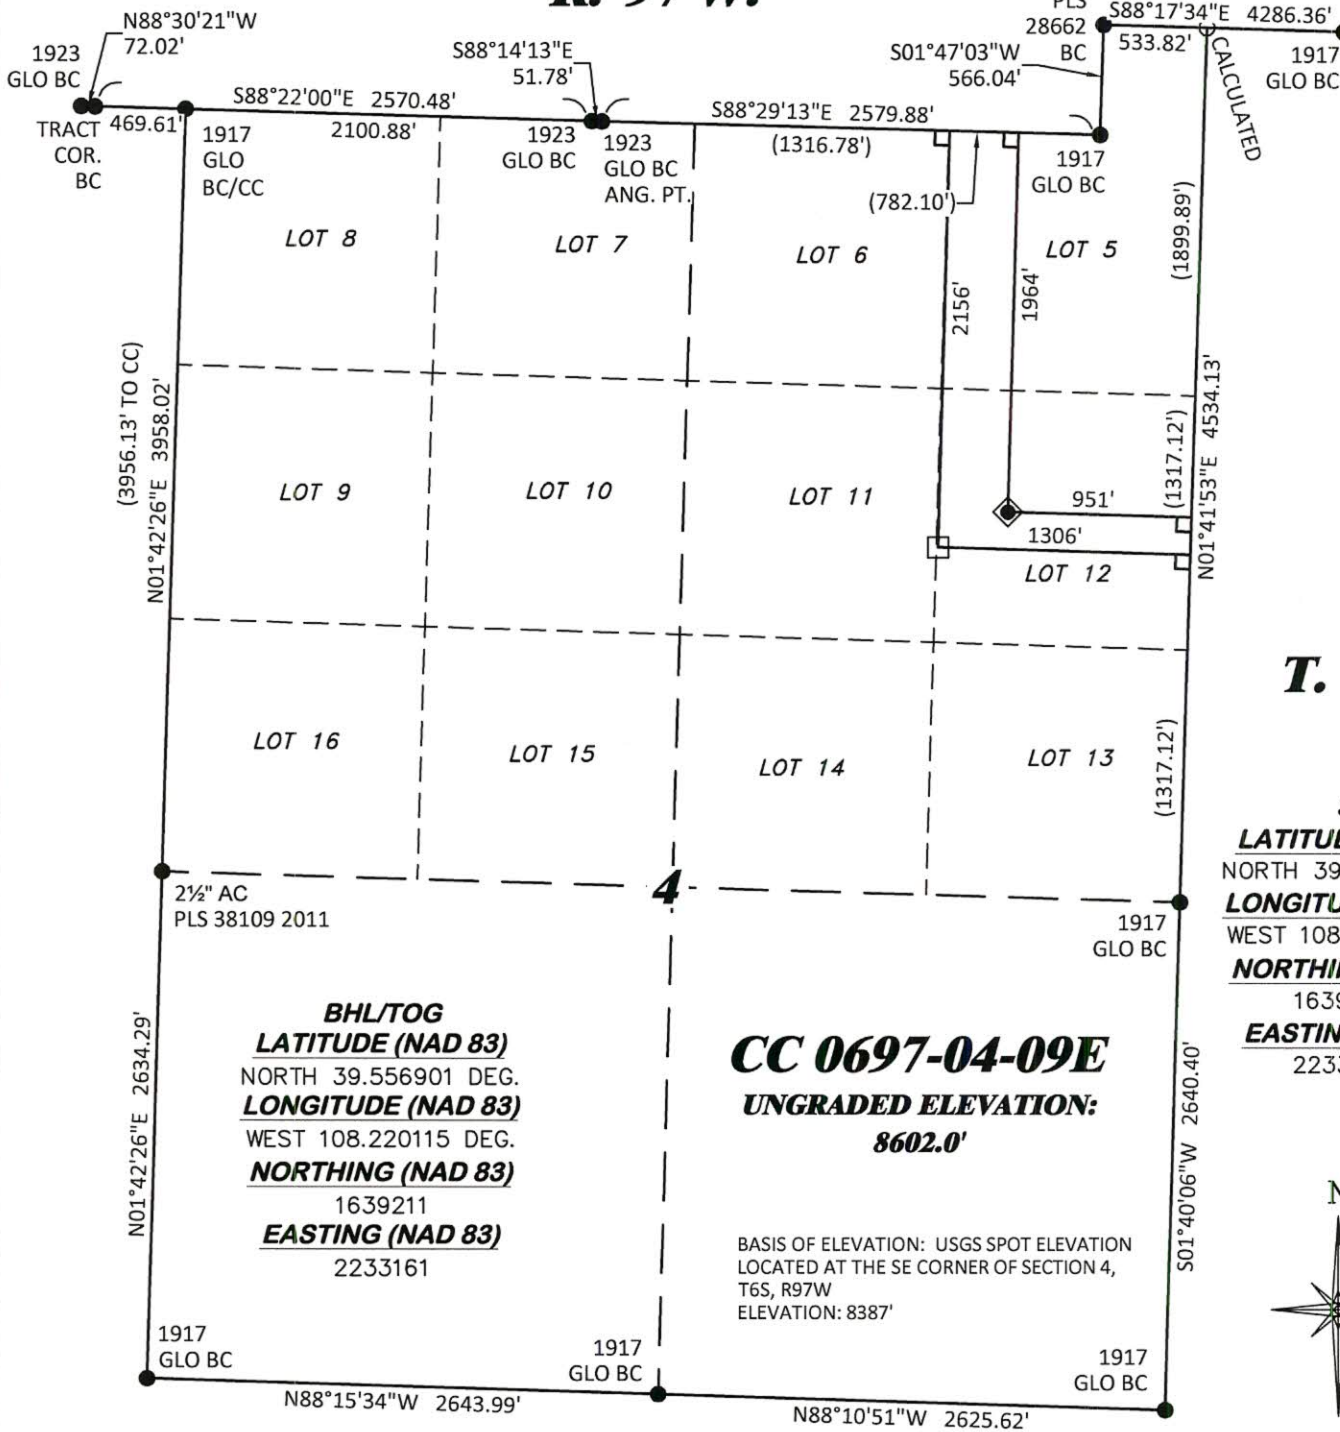 R. 97 W.
N88°30'21"W
72.02'
1923
GLO BC
TRACT
COR.
BC
469.61'
S88°22'00"E 2570.48'
2100.88'
1917
GLO
BC/CC
S88°14'13"E
51.78'
1923
GLO BC
1923
GLO BC
ANG. PT.
S88°29'13"E 2579.88'
(1316.78')
(782.10')
S01°47'03"W
566.04'
PLS
28662
BC
S88°17'34"E 4286.36'
533.82'
CALCULATED
1917
GLO BC
1917
GLO BC
LOT 8
LOT 7
LOT 6
LOT 5
(1899.89')
2156'
1964'
(3956.13' TO CC)
N01°42'26"E 3958.02'
N01°41'53"E 4534.13'
(1317.12')
LOT 9
LOT 10
LOT 11
951'
1306'
LOT 12
T.
LOT 16
LOT 15
LOT 14
LOT 13
(1317.12')
2½" AC
PLS 38109 2011
4
1917
GLO BC
NORTH 39
WEST 108
N01°42'26"E 2634.29'
BHL/TOG
LATITUDE (NAD 83)
NORTH 39.556901 DEG.
LONGITUDE (NAD 83)
WEST 108.220115 DEG.
NORTHING (NAD 83)
1639211
EASTING (NAD 83)
2233161
CC 0697-04-09E
UNGRADED ELEVATION:
8602.0'
BASIS OF ELEVATION: USGS SPOT ELEVATION
LOCATED AT THE SE CORNER OF SECTION 4,
T6S, R97W
ELEVATION: 8387'
S01°40'06"W 2640.40'
N
1917
GLO BC
1917
GLO BC
1917
GLO BC
N88°15'34"W 2643.99'
N88°10'51"W 2625.62'